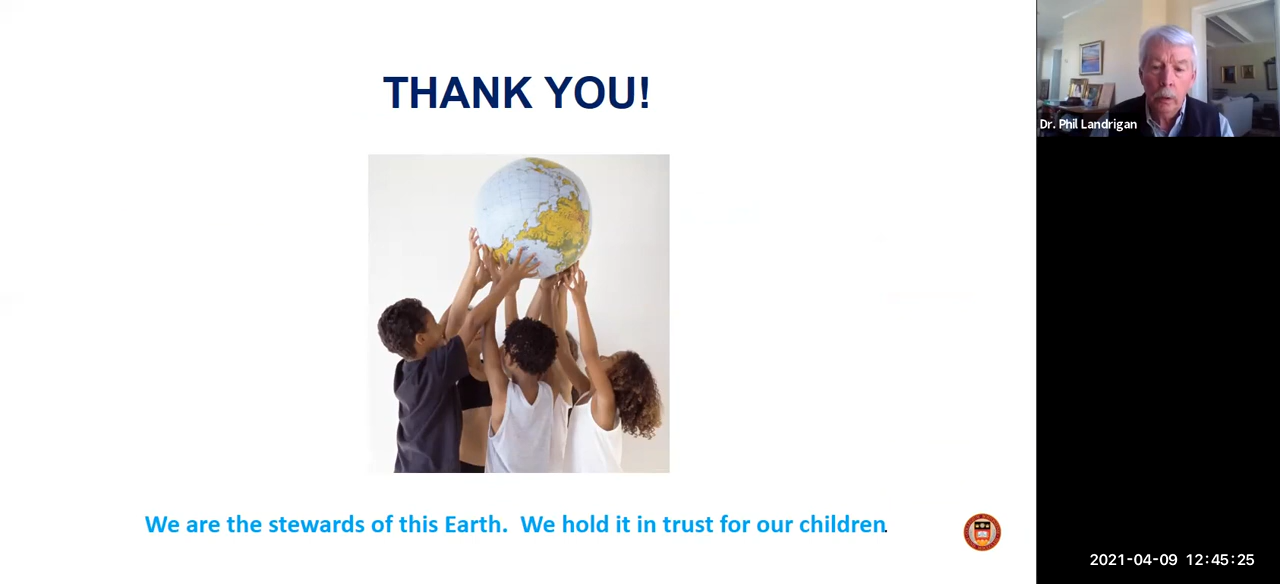 THANK YOU!
Dr. Phil Landrigan
We are the stewards of this Earth.  We hold it in trust for our children.
2021-04-09 12:45:25